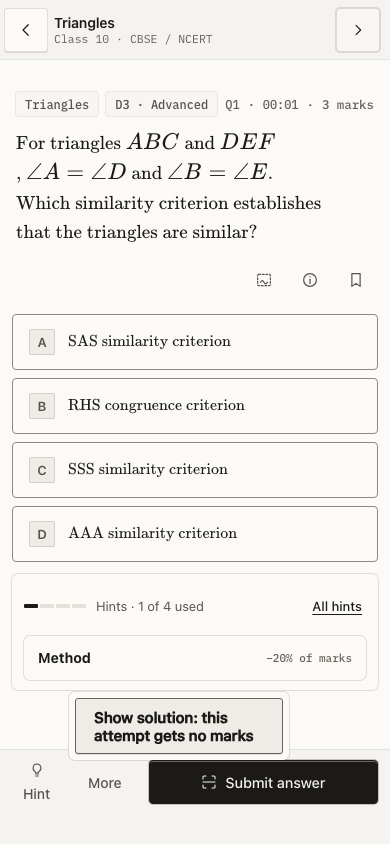 Triangles
Class 10 · CBSE / NCERT
Triangles
D3 · Advanced
Q1 · 00:01 · 3 marks
For triangles ABC and DEF
, ∠A = ∠D and ∠B = ∠E.
Which similarity criterion establishes
that the triangles are similar?
A SAS similarity criterion
B RHS congruence criterion
C SSS similarity criterion
D AAA similarity criterion
Hints · 1 of 4 used
All hints
Method
−20% of marks
Show solution: this
attempt gets no marks
Hint
More
Submit answer